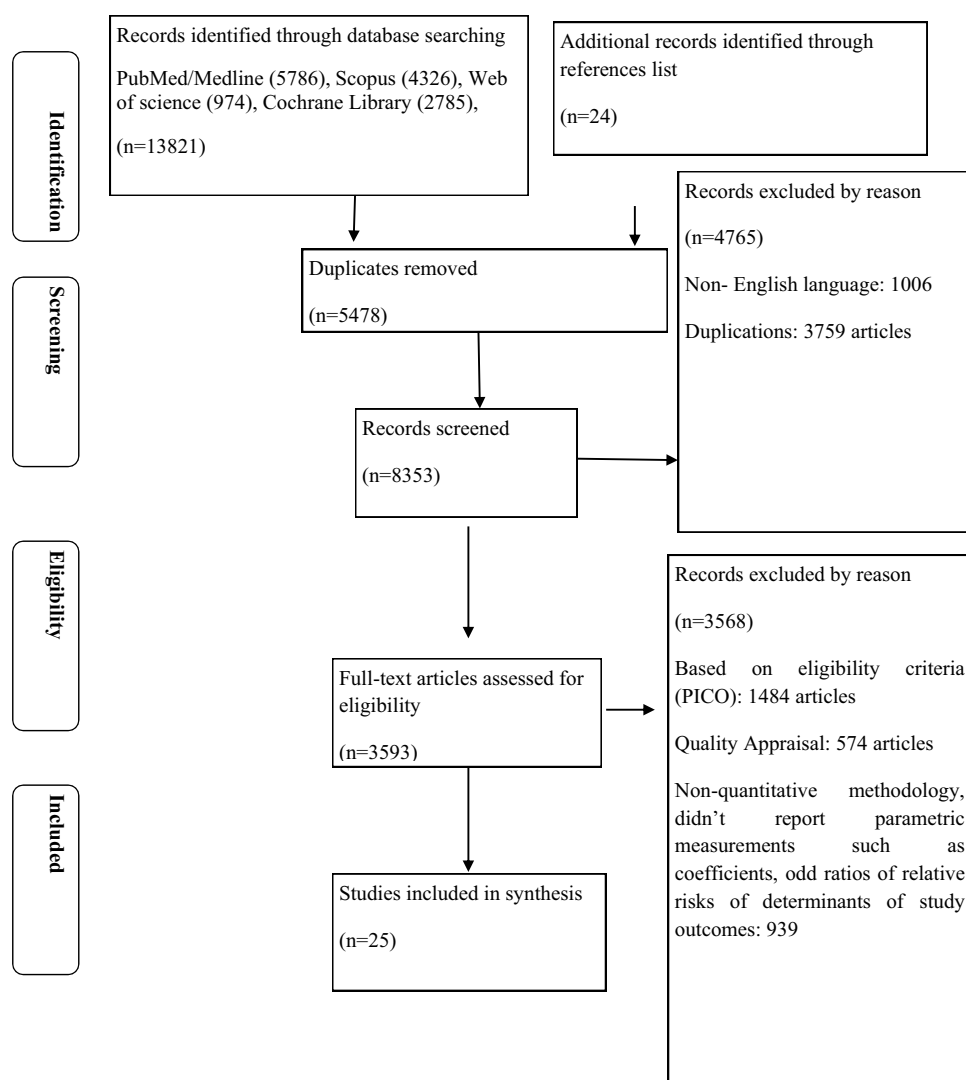 Records identified through database searching
PubMed/Medline (5786), Scopus (4326), Web
of science (974), Cochrane Library (2785),
(n=13821)
Additional records identified through
references list
(n=24)
Identification
Records excluded by reason
(n=4765)
Non- English language: 1006
Duplications: 3759 articles
Duplicates removed
(n=5478)
Screening
Records screened
(n=8353)
Eligibility
Full-text articles assessed for
eligibility
(n=3593)
Records excluded by reason
(n=3568)
Based on eligibility criteria
(PICO): 1484 articles
Quality Appraisal: 574 articles
Non-quantitative methodology,
didn’t report parametric
measurements such as
coefficients, odd ratios of relative
risks of determinants of study
outcomes: 939
Included
Studies included in synthesis
(n=25)